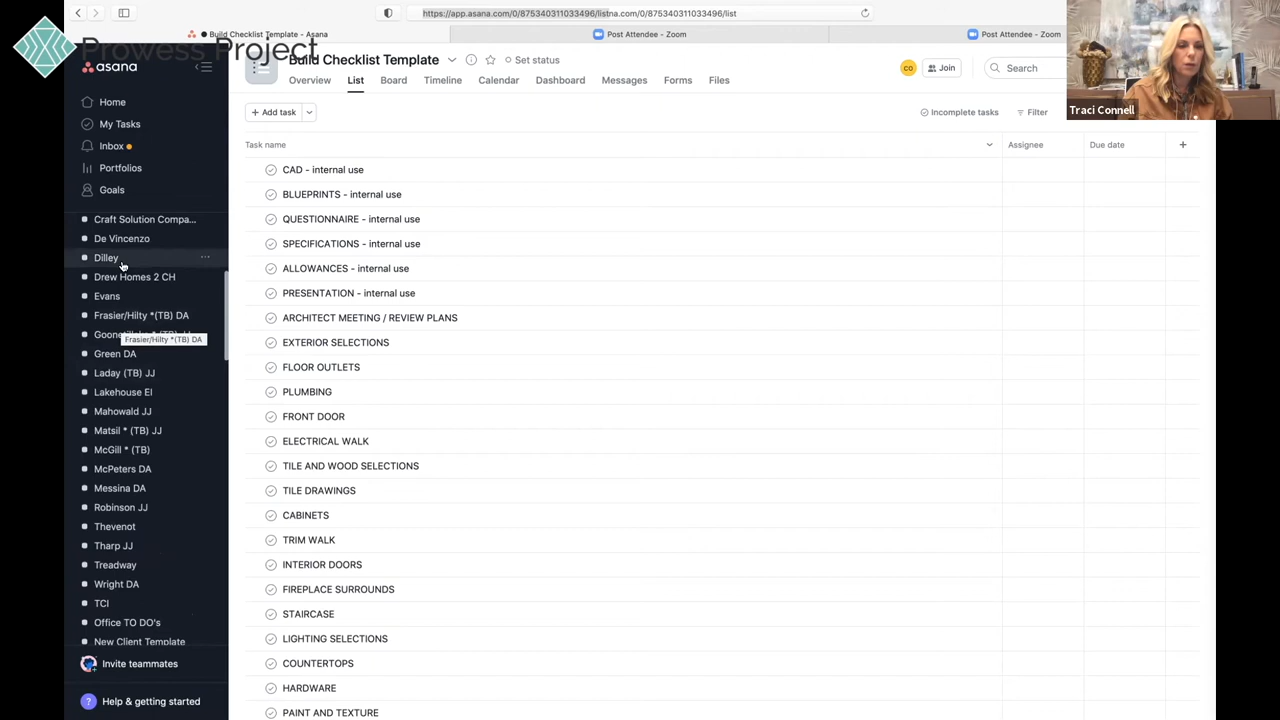 https://app.asana.com/0/875340311033496/listna.com/0/875340311033496/list
Build Checklist Template - Asana
Post Attendee - Zoom
Post Attendee - Zoom
Prowess Project
asana
Build Checklist Template
Set status
Overview
List
Board
Timeline
Calendar
Dashboard
Messages
Forms
Files
co
Join
Search
Traci Connell
Home
My Tasks
Inbox
Portfolios
Goals
Craft Solution Compa...
De Vincenzo
Dilley
Drew Homes 2 CH
Evans
Frasier/Hilty *(TB) DA
Frasier/Hilty *(TB) DA
Green DA
Laday (TB) JJ
Lakehouse EI
Mahowald JJ
Matsil * (TB) JJ
McGill * (TB)
McPeters DA
Messina DA
Robinson JJ
Thevenot
Tharp JJ
Treadway
Wright DA
TCI
Office TO DO's
New Client Template
Invite teammates
? Help & getting started
+ Add task
Incomplete tasks
Filter
Task name
Assignee
Due date
+
CAD - internal use
BLUEPRINTS - internal use
QUESTIONNAIRE - internal use
SPECIFICATIONS - internal use
ALLOWANCES - internal use
PRESENTATION - internal use
ARCHITECT MEETING / REVIEW PLANS
EXTERIOR SELECTIONS
FLOOR OUTLETS
PLUMBING
FRONT DOOR
ELECTRICAL WALK
TILE AND WOOD SELECTIONS
TILE DRAWINGS
CABINETS
TRIM WALK
INTERIOR DOORS
FIREPLACE SURROUNDS
STAIRCASE
LIGHTING SELECTIONS
COUNTERTOPS
HARDWARE
PAINT AND TEXTURE